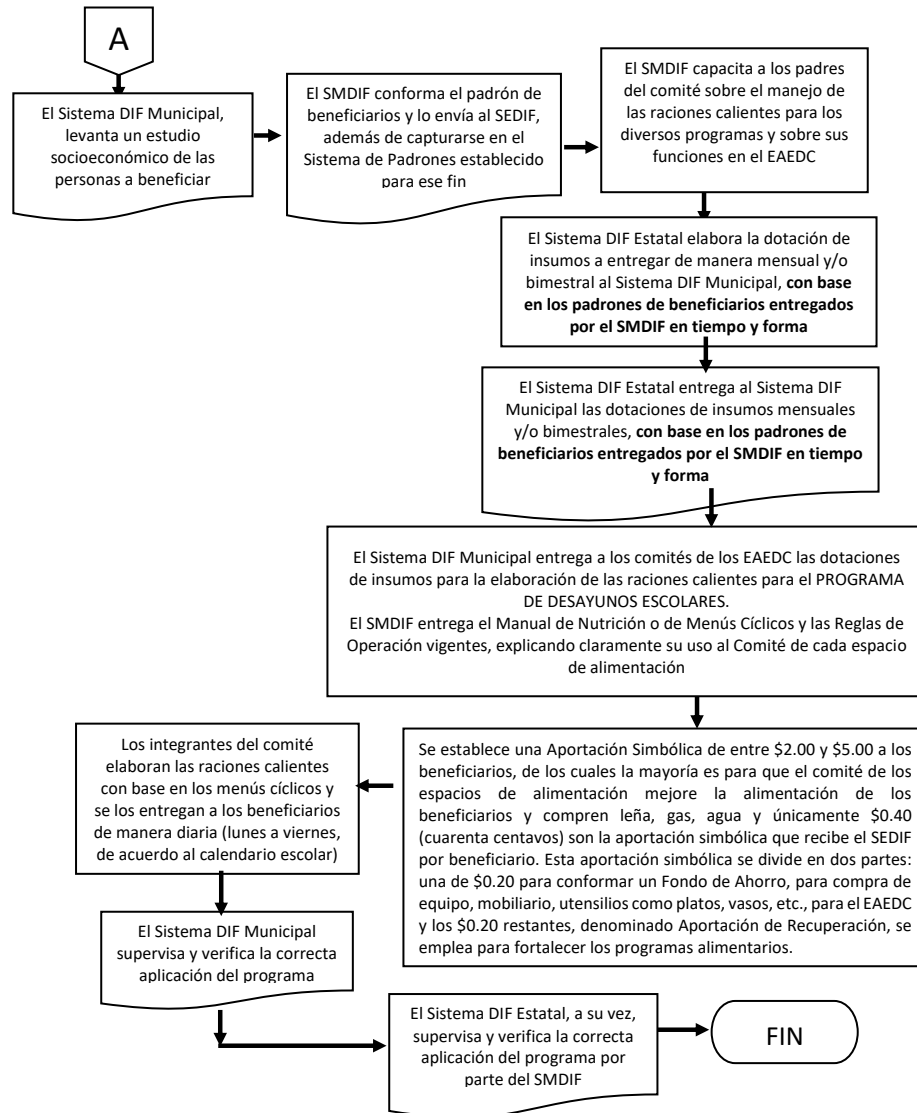 A
El Sistema DIF Municipal,
levanta un estudio
socioeconómico de las
personas a beneficiar
El SMDIF conforma el padrón de
beneficiarios y lo envía al SEDIF,
además de capturarse en el
Sistema de Padrones establecido
para ese fin
El SMDIF capacita a los padres
del comité sobre el manejo de
las raciones calientes para los
diversos programas y sobre sus
funciones en el EAEDC
El Sistema DIF Estatal elabora la dotación de
insumos a entregar de manera mensual y/o
bimestral al Sistema DIF Municipal, con base
en los padrones de beneficiarios entregados
por el SMDIF en tiempo y forma
El Sistema DIF Estatal entrega al Sistema DIF
Municipal las dotaciones de insumos mensuales
y/o bimestrales, con base en los padrones de
beneficiarios entregados por el SMDIF en tiempo
y forma
El Sistema DIF Municipal entrega a los comités de los EAEDC las dotaciones
de insumos para la elaboración de las raciones calientes para el PROGRAMA
DE DESAYUNOS ESCOLARES.
El SMDIF entrega el Manual de Nutrición o de Menús Cíclicos y las Reglas de
Operación vigentes, explicando claramente su uso al Comité de cada espacio
de alimentación
Se establece una Aportación Simbólica de entre $2.00 y $5.00 a los
beneficiarios, de los cuales la mayoría es para que el comité de los
espacios de alimentación mejore la alimentación de los
beneficiarios y compren leña, gas, agua y únicamente $0.40
(cuarenta centavos) son la aportación simbólica que recibe el SEDIF
por beneficiario. Esta aportación simbólica se divide en dos partes:
una de $0.20 para conformar un Fondo de Ahorro, para compra de
equipo, mobiliario, utensilios como platos, vasos, etc., para el EAEDC
y los $0.20 restantes, denominado Aportación de Recuperación, se
emplea para fortalecer los programas alimentarios.
Los integrantes del comité
elaboran las raciones calientes
con base en los menús cíclicos y
se los entregan a los beneficiarios
de manera diaria (lunes a viernes,
de acuerdo al calendario escolar)
El Sistema DIF Municipal
supervisa y verifica la correcta
aplicación del programa
El Sistema DIF Estatal, a su vez,
supervisa y verifica la correcta
aplicación del programa por
parte del SMDIF
FIN